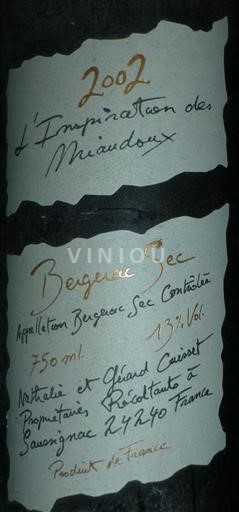 2002
L'Inspiration des
Miaudoux
VINIOU
Bergerac Sec
Appellation Bergerac Sec Contrôlée
750 ml. 13% Vol.
Nathalie et Gérard Cuisset
Propriétaires Récoltants à
Saussignac 24240 France
Produit de France